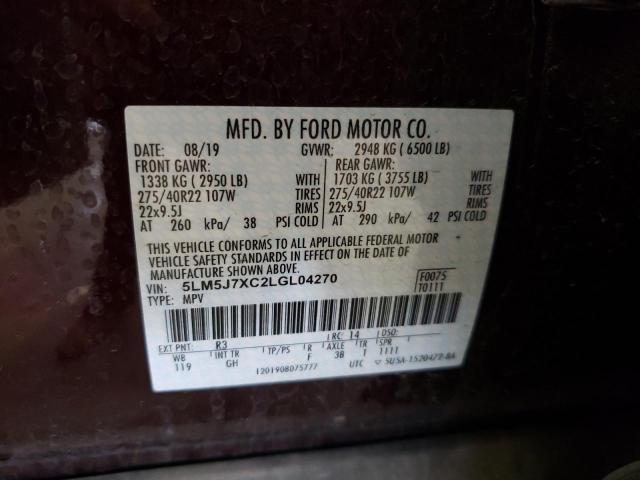 MFD. BY FORD MOTOR CO.
DATE: 08/19 GVWR: 2948 KG ( 6500 LB)
FRONT GAWR: REAR GAWR:
1338 KG ( 2950 LB) WITH 1703 KG ( 3755 LB) WITH
275/40R22 107W TIRES 275/40R22 107W TIRES
22x9.5J RIMS 22x9.5J RIMS
AT 260 kPa/ 38 PSI COLD AT 290 kPa/ 42 PSI COLD
THIS VEHICLE CONFORMS TO ALL APPLICABLE FEDERAL MOTOR
VEHICLE SAFETY STANDARDS IN EFFECT ON THE DATE OF
MANUFACTURE SHOWN ABOVE.
VIN: 5LM5J7XC2LGL04270 F0075
TYPE: MPV T0111
EXT PNT: R3 RC: 14 DSO:
WB INT TR TP/PS R AXLE TR SPR
119 GH F 3B T 1111
1201908075777 UTC ▽ 5U5A-1520472-BA